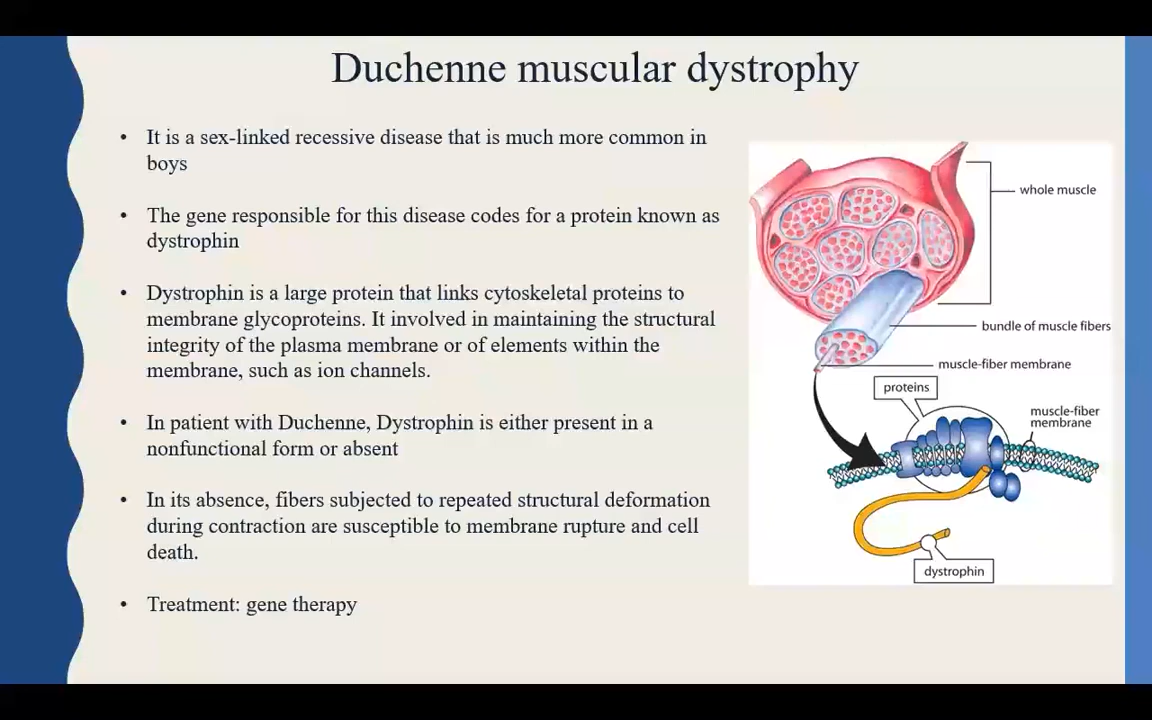 Duchenne muscular dystrophy
• It is a sex-linked recessive disease that is much more common in
boys
• The gene responsible for this disease codes for a protein known as
dystrophin
• Dystrophin is a large protein that links cytoskeletal proteins to
membrane glycoproteins. It involved in maintaining the structural
integrity of the plasma membrane or of elements within the
membrane, such as ion channels.
• In patient with Duchenne, Dystrophin is either present in a
nonfunctional form or absent
• In its absence, fibers subjected to repeated structural deformation
during contraction are susceptible to membrane rupture and cell
death.
• Treatment: gene therapy
whole muscle
bundle of muscle fibers
muscle-fiber membrane
proteins
muscle-fiber
membrane
dystrophin